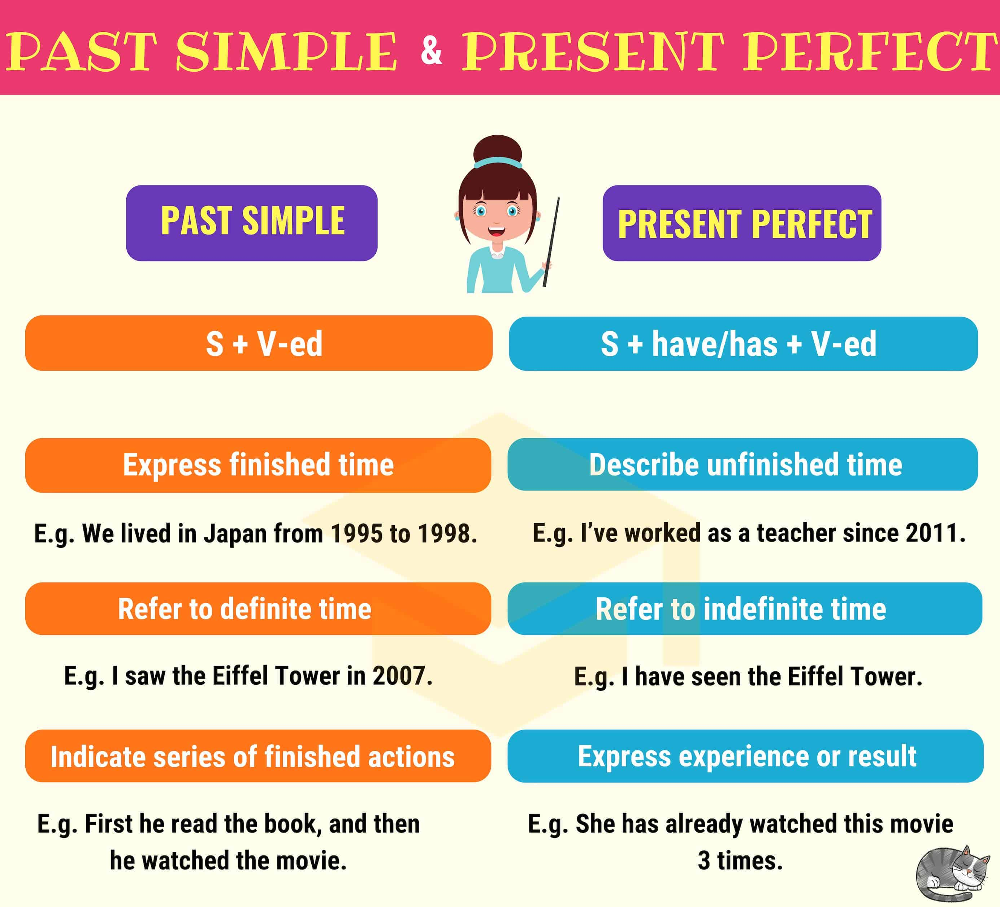 PAST SIMPLE & PRESENT PERFECT
PAST SIMPLE
PRESENT PERFECT
S + V-ed
S + have/has + V-ed
Express finished time
Describe unfinished time
E.g. We lived in Japan from 1995 to 1998.
E.g. I’ve worked as a teacher since 2011.
Refer to definite time
Refer to indefinite time
E.g. I saw the Eiffel Tower in 2007.
E.g. I have seen the Eiffel Tower.
Indicate series of finished actions
Express experience or result
E.g. First he read the book, and then
he watched the movie.
E.g. She has already watched this movie
3 times.